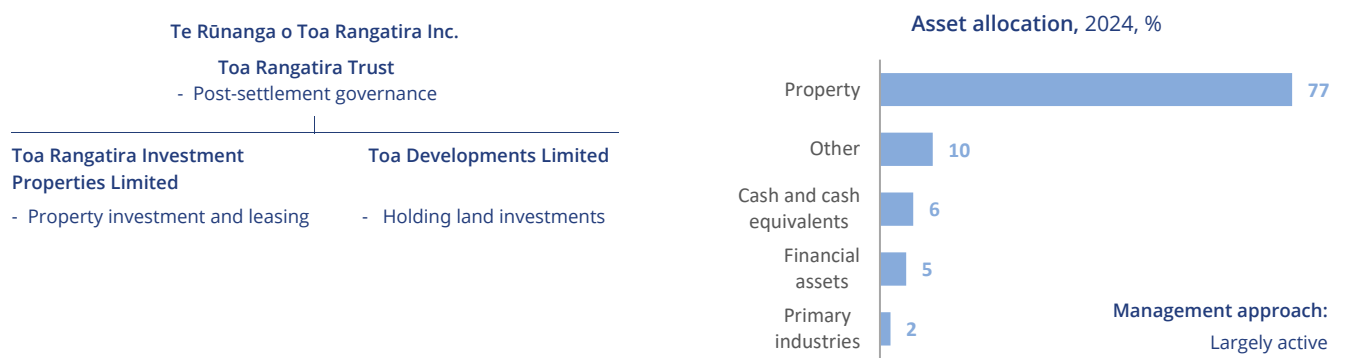 Te Rūnanga o Toa Rangatira Inc.
Toa Rangatira Trust
- Post-settlement governance
Toa Rangatira Investment
Properties Limited
- Property investment and leasing
Toa Developments Limited
- Holding land investments
Asset allocation, 2024, %
Property
77
Other
10
Cash and cash
equivalents
6
Financial
assets
5
Primary
industries
2
Management approach:
Largely active